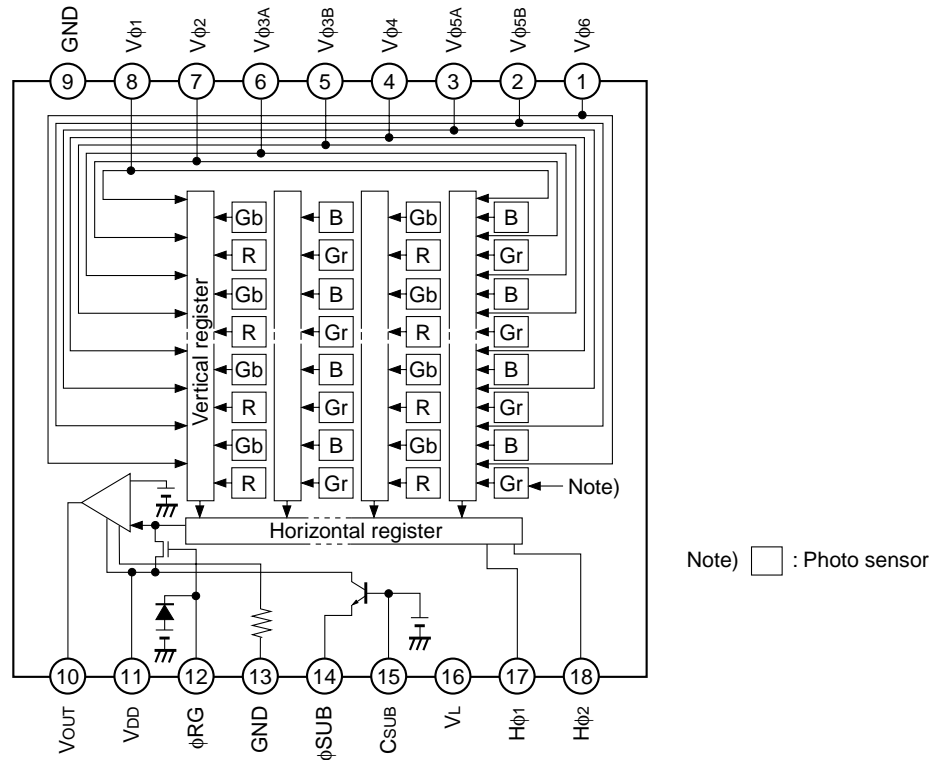 GND Vφ1 Vφ2 Vφ3A Vφ3B Vφ4 Vφ5A Vφ5B Vφ6
9 8 7 6 5 4 3 2 1
Vertical register
Gb B Gb B
R Gr R Gr
Gb B Gb B
R Gr R Gr
Gb B Gb B
R Gr R Gr
Gb B Gb B
R Gr R Gr
Note)
Horizontal register
Note) : Photo sensor
10 11 12 13 14 15 16 17 18
VOUT VDD φRG GND φSUB CSUB VL Hφ1 Hφ2